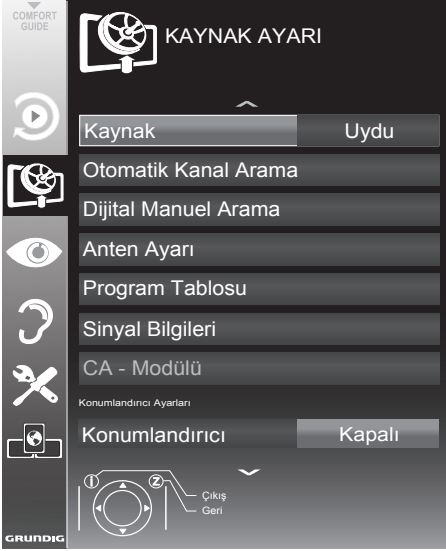 COMFORT
GUIDE
KAYNAK AYARI
Kaynak Uydu
Otomatik Kanal Arama
Dijital Manuel Arama
Anten Ayarı
Program Tablosu
Sinyal Bilgileri
CA - Modülü
Konumlandırıcı Ayarları
Konumlandırıcı Kapalı
i Z
Çıkış
Geri
GRUNDIG